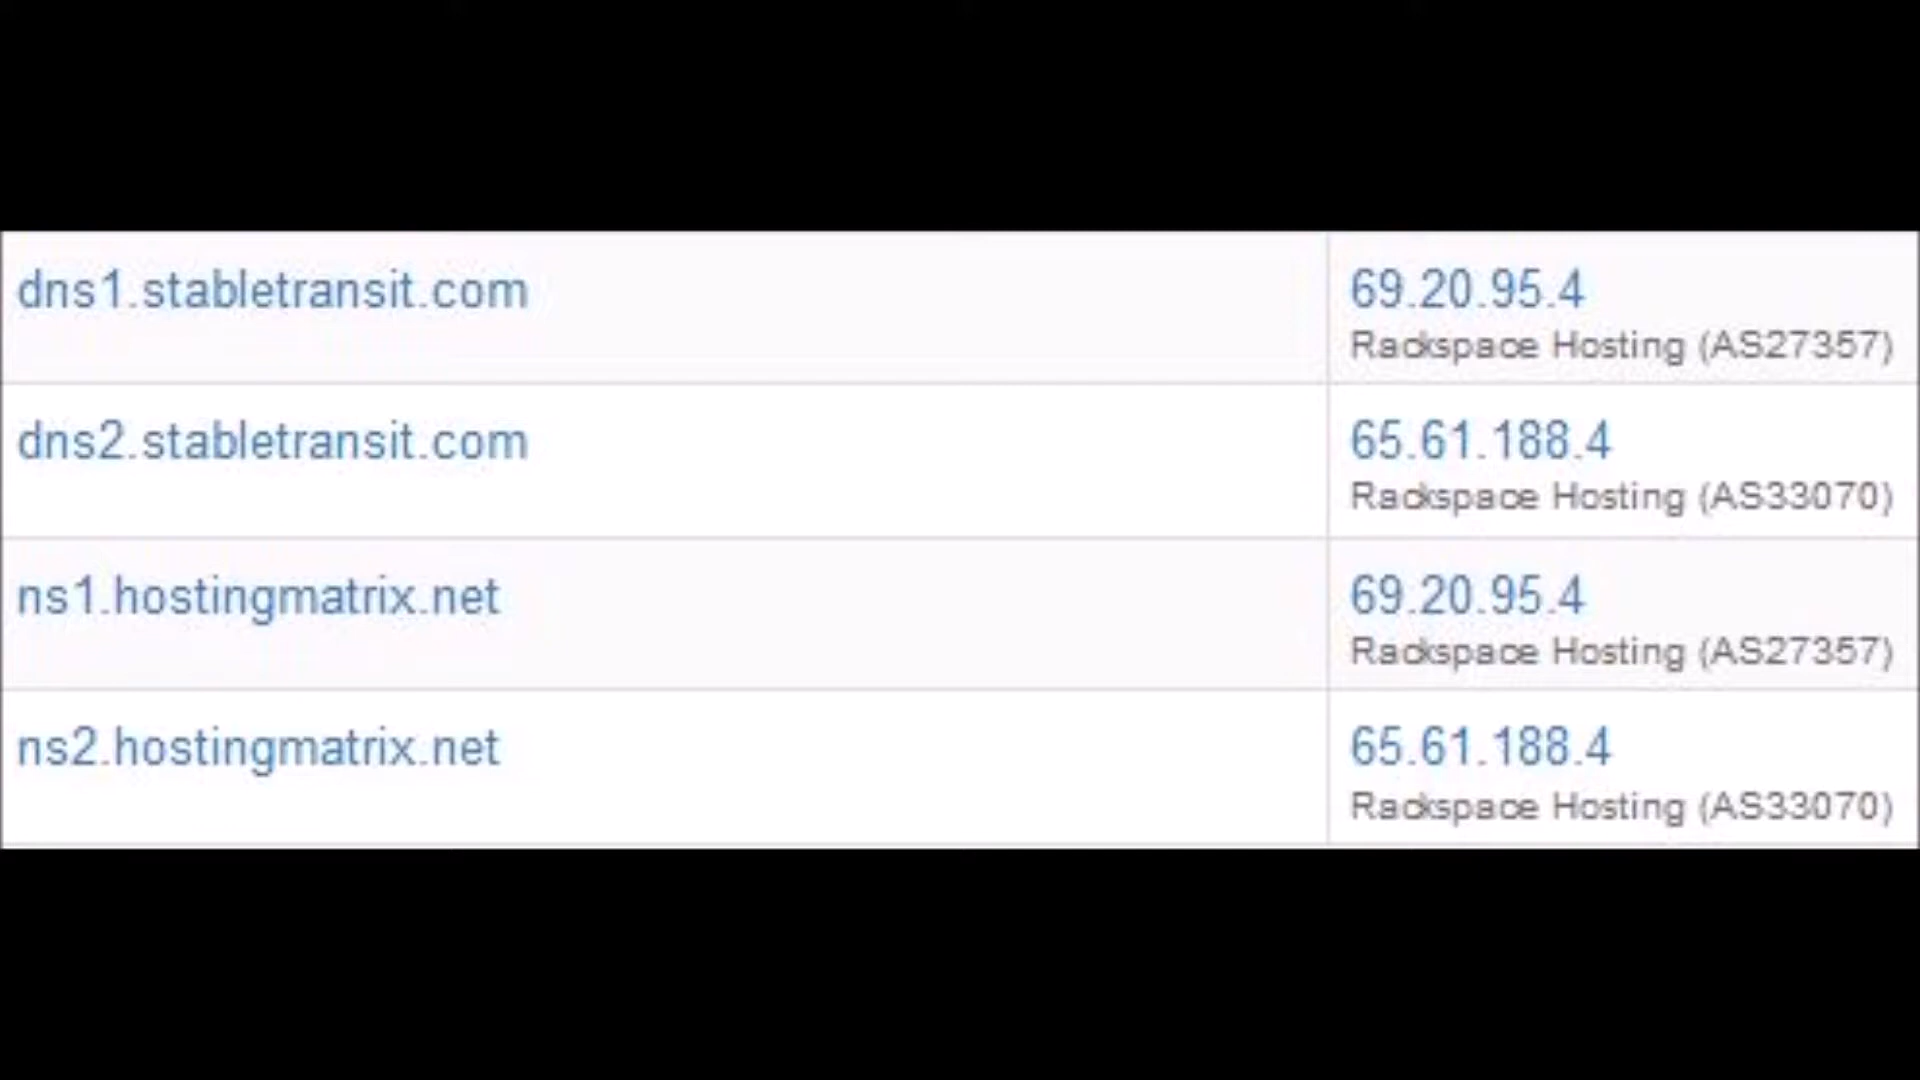 dns1.stabletransit.com
69.20.95.4
Rackspace Hosting (AS27357)
dns2.stabletransit.com
65.61.188.4
Rackspace Hosting (AS33070)
ns1.hostingmatrix.net
69.20.95.4
Rackspace Hosting (AS27357)
ns2.hostingmatrix.net
65.61.188.4
Rackspace Hosting (AS33070)